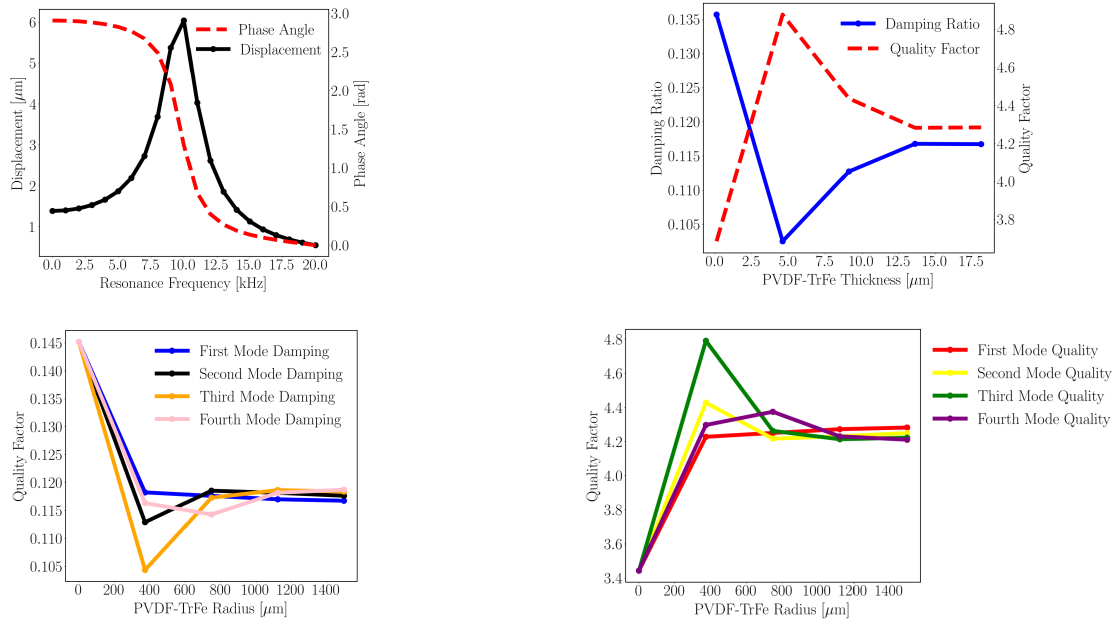 6
5
4
3
2
1
Displacement [μm]
0.0 2.5 5.0 7.5 10.0 12.5 15.0 17.5 20.0
Resonance Frequency [kHz]
3.0
2.5
2.0
1.5
1.0
0.5
0.0
Phase Angle [rad]
Phase Angle
Displacement
0.135
0.130
0.125
0.120
0.115
0.110
0.105
Damping Ratio
0.0 2.5 5.0 7.5 10.0 12.5 15.0 17.5
PVDF-TrFe Thickness [μm]
4.8
4.6
4.4
4.2
4.0
3.8
Quality Factor
Damping Ratio
Quality Factor
0.145
0.140
0.135
0.130
0.125
0.120
0.115
0.110
0.105
Quality Factor
0 200 400 600 800 1000 1200 1400
PVDF-TrFe Radius [μm]
First Mode Damping
Second Mode Damping
Third Mode Damping
Fourth Mode Damping
4.8
4.6
4.4
4.2
4.0
3.8
3.6
3.4
Quality Factor
0 200 400 600 800 1000 1200 1400
PVDF-TrFe Radius [μm]
First Mode Quality
Second Mode Quality
Third Mode Quality
Fourth Mode Quality